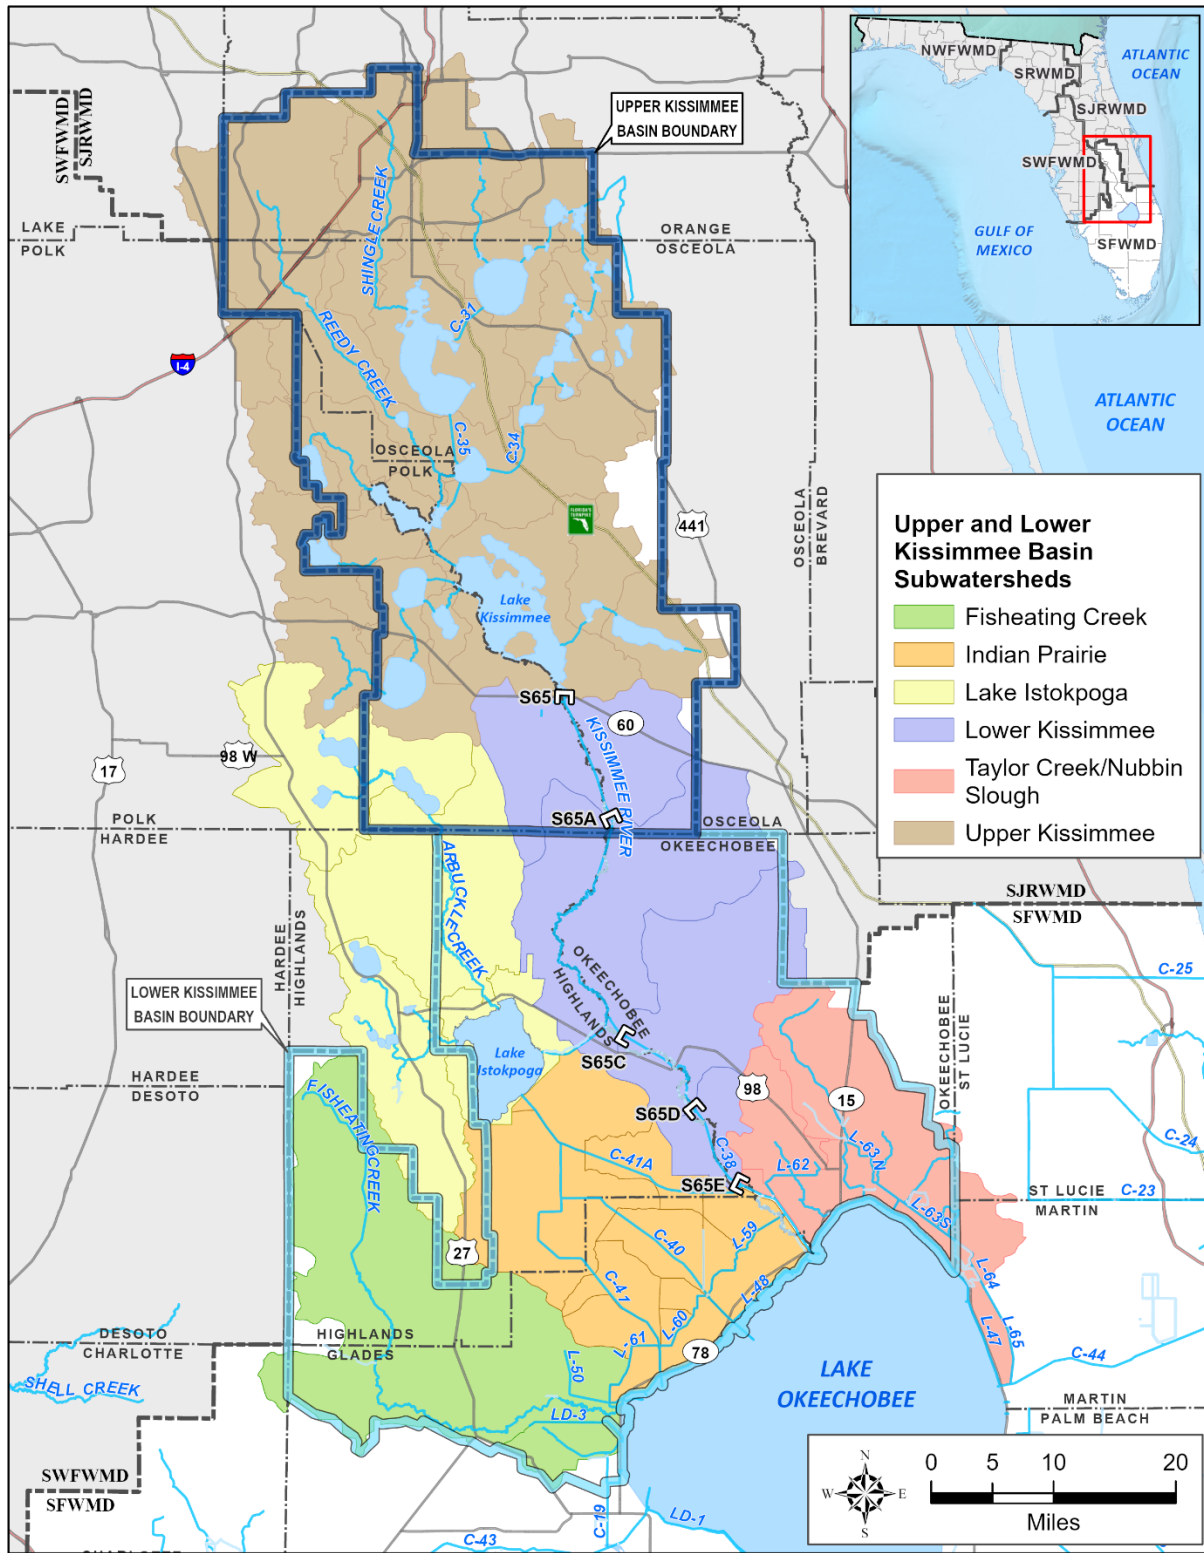 NWFWMD
SRWMD
SJRWMD
SWFWMD
SFWMD
ATLANTIC
OCEAN
GULF OF
MEXICO
UPPER KISSIMMEE
BASIN BOUNDARY
SWFWMD
SJRWMD
LAKE
POLK
ORANGE
OSCEOLA
SHINGLE CREEK
REEDY CREEK
C-31
I-4
C-35
C-34
OSCEOLA
POLK
FLORIDA'S
TURNPIKE
441
OSCEOLA
BREVARD
ATLANTIC
OCEAN
Upper and Lower
Kissimmee Basin
Subwatersheds
Fisheating Creek
Indian Prairie
Lake Istokpoga
Lower Kissimmee
Taylor Creek/Nubbin
Slough
Upper Kissimmee
Lake
Kissimmee
S65
60
KISSIMMEE RIVER
98 W
17
S65A
POLK
HARDEE
OSCEOLA
OKEECHOBEE
ARBUCKLE CREEK
HARDEE
HIGHLANDS
SJRWMD
SFWMD
OKEECHOBEE
HIGHLANDS
C-25
LOWER KISSIMMEE
BASIN BOUNDARY
OKEECHOBEE
ST LUCIE
Lake
Istokpoga
S65C
HARDEE
DESOTO
FISHEATING CREEK
98
15
S65D
C-24
L-63N
C-41A
C-38
L-62
S65E
ST LUCIE
MARTIN
C-23
L-63S
27
C-40
L-59
L-64
C-41
L-48
L-47
L-65
DESOTO
CHARLOTTE
HIGHLANDS
GLADES
L-61
L-60
78
C-44
L-50
LAKE
OKEECHOBEE
SHELL CREEK
MARTIN
PALM BEACH
LD-3
SWFWMD
SFWMD
C-19
LD-1
C-43
CHARLOTTE
N
W
E
S
0
5
10
20
Miles